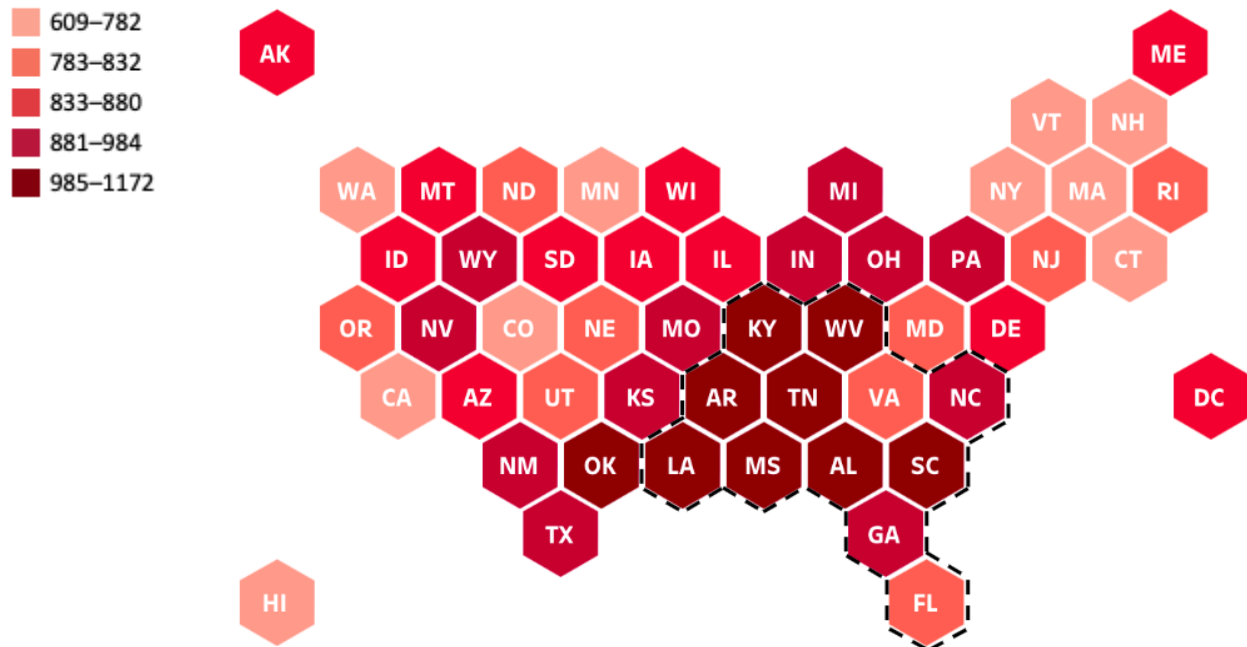 609–782
783–832
833–880
881–984
985–1172
AK
ME
VT NH
WA MT ND MN WI MI NY MA RI
ID WY SD IA IL IN OH PA NJ CT
OR NV CO NE MO KY WV MD DE
CA AZ UT KS AR TN VA NC DC
NM OK LA MS AL SC
TX GA
HI FL